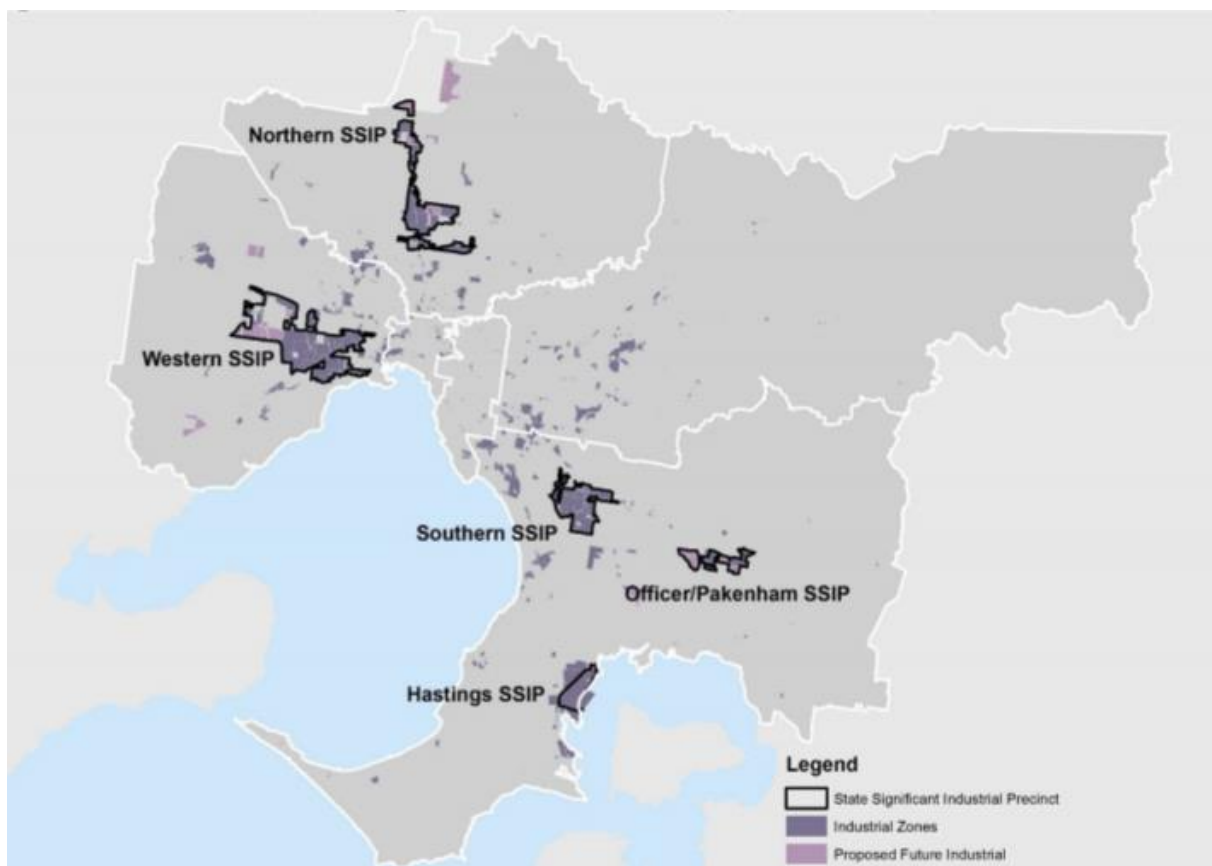 Northern SSIP
Western SSIP
Southern SSIP
Officer/Pakenham SSIP
Hastings SSIP
Legend
State Significant Industrial Precinct
Industrial Zones
Proposed Future Industrial